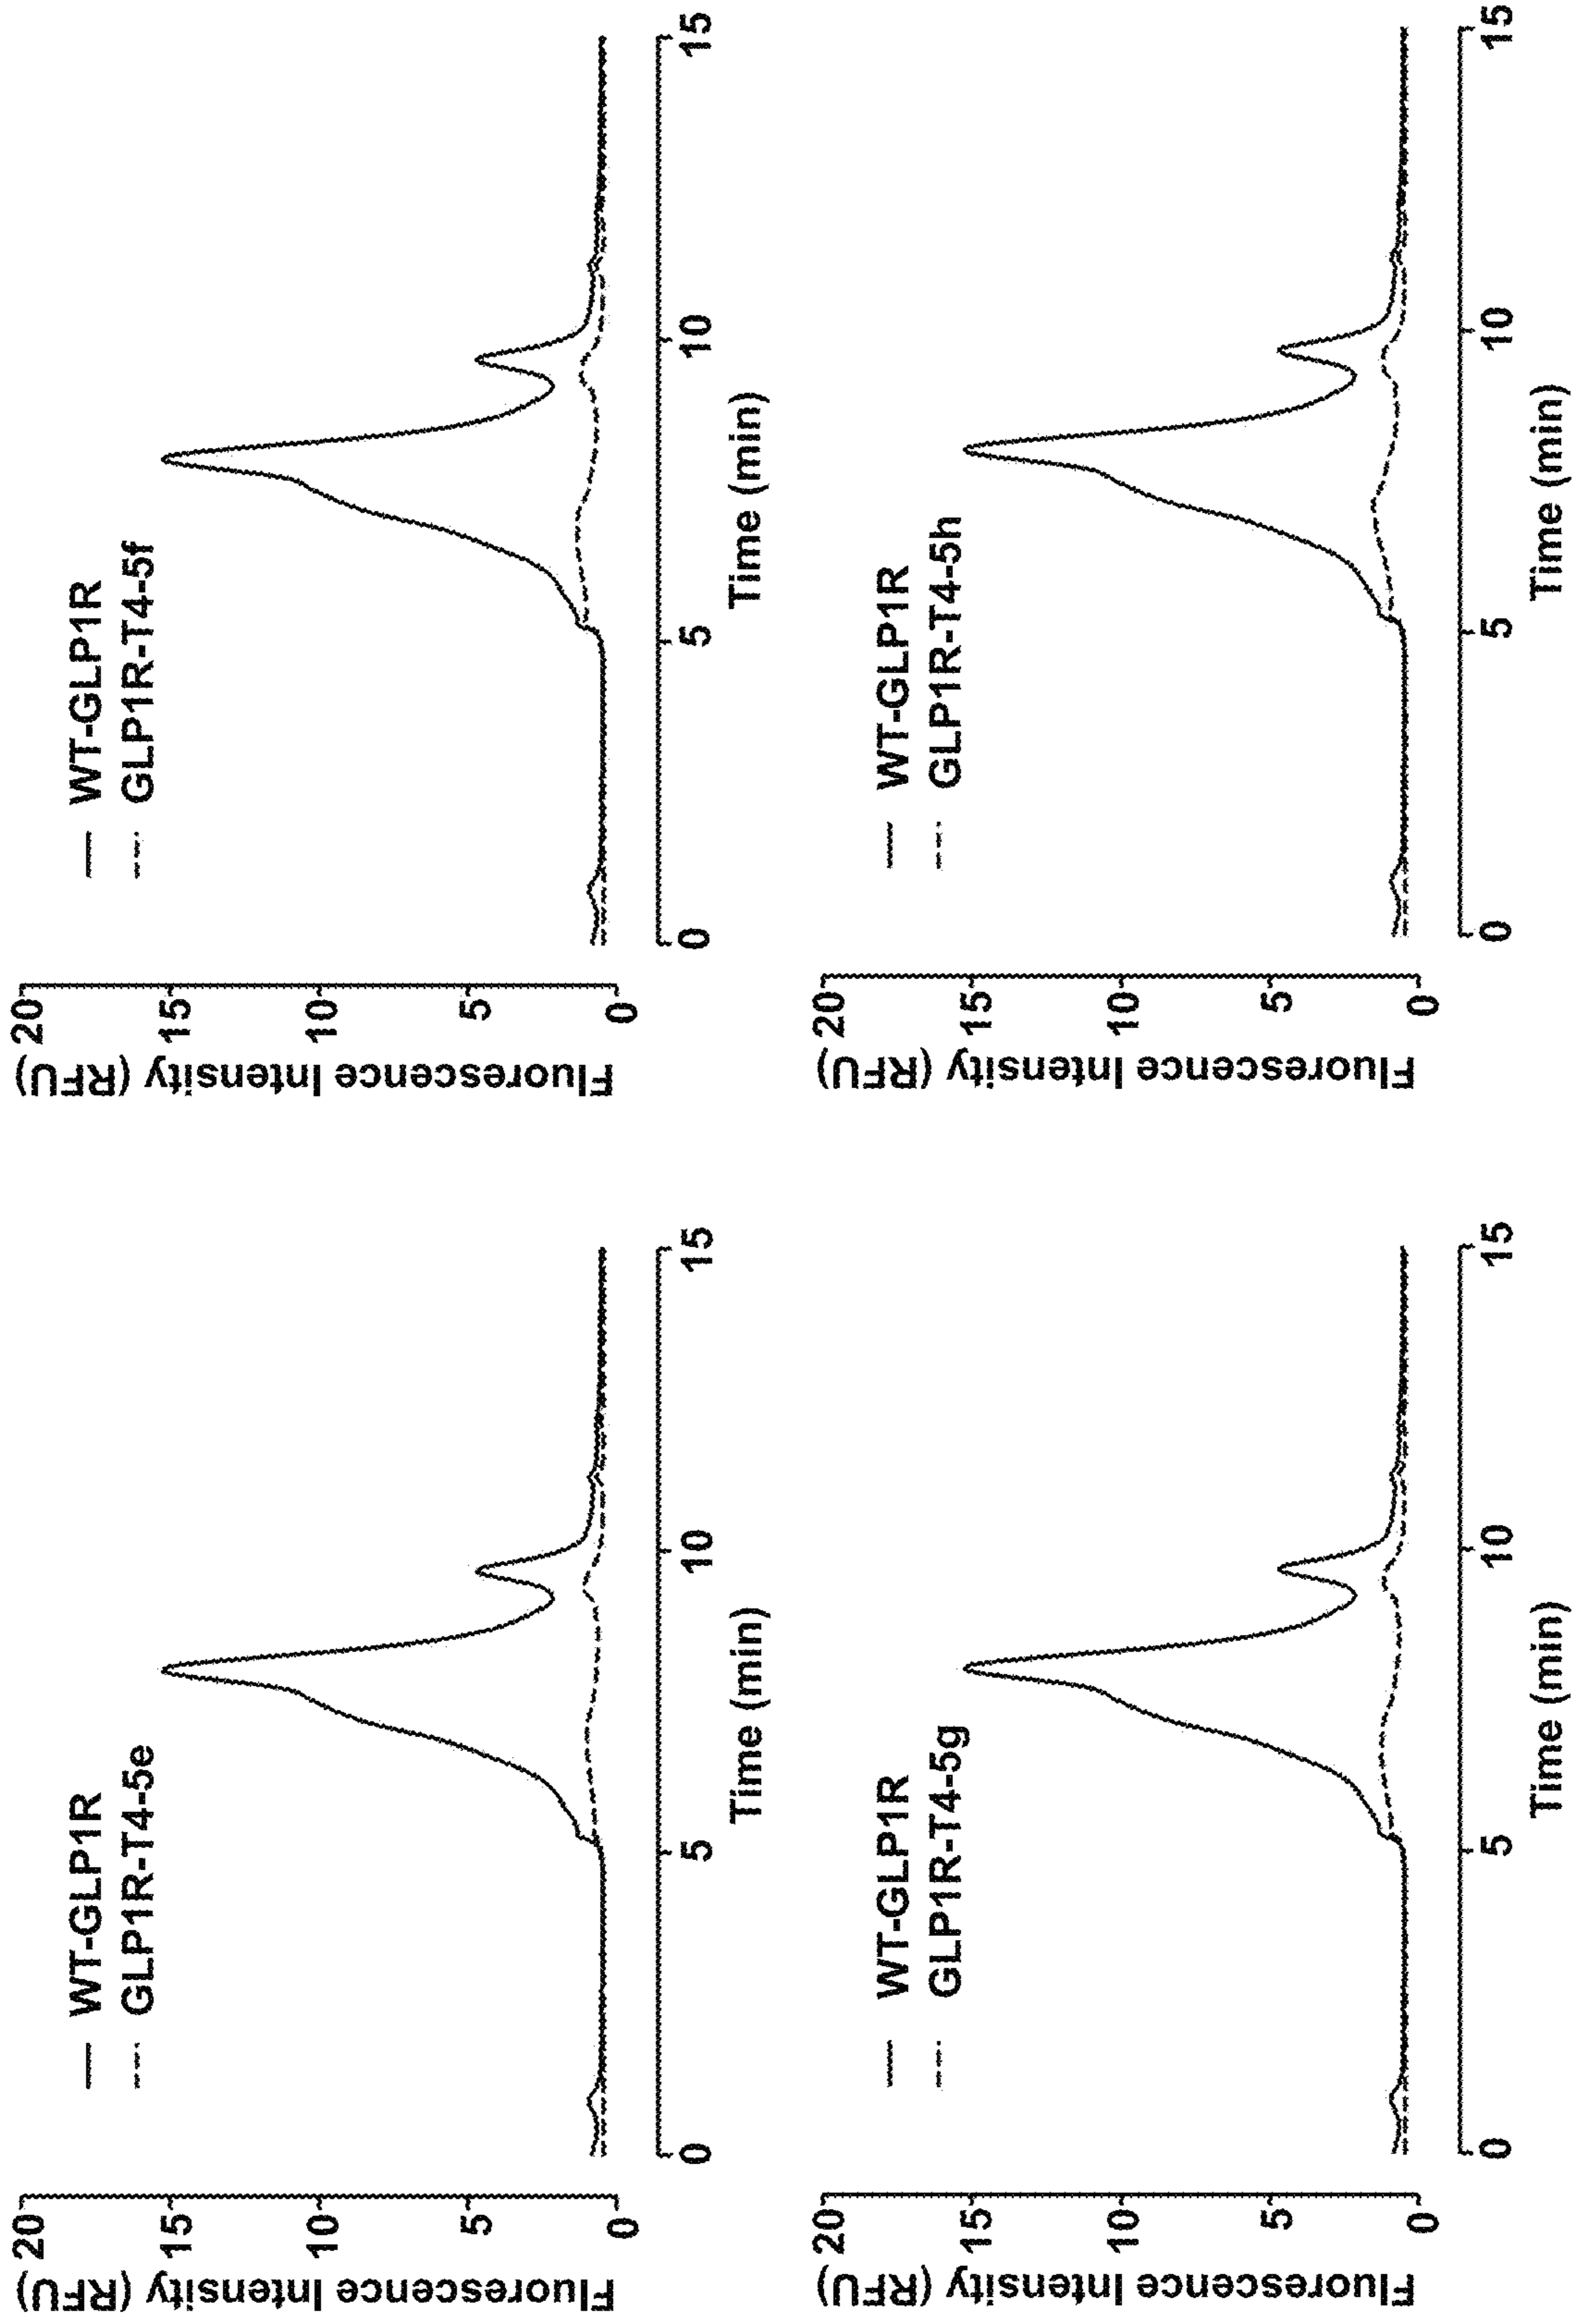 WT-GLP1R
GLP1R-T4-5e
Fluorescence Intensity (RFU)
20
15
10
5
0
0
5
10
15
Time (min)
WT-GLP1R
GLP1R-T4-5f
Fluorescence Intensity (RFU)
20
15
10
5
0
0
5
10
15
Time (min)
WT-GLP1R
GLP1R-T4-5g
Fluorescence Intensity (RFU)
20
15
10
5
0
0
5
10
15
Time (min)
WT-GLP1R
GLP1R-T4-5h
Fluorescence Intensity (RFU)
20
15
10
5
0
0
5
10
15
Time (min)